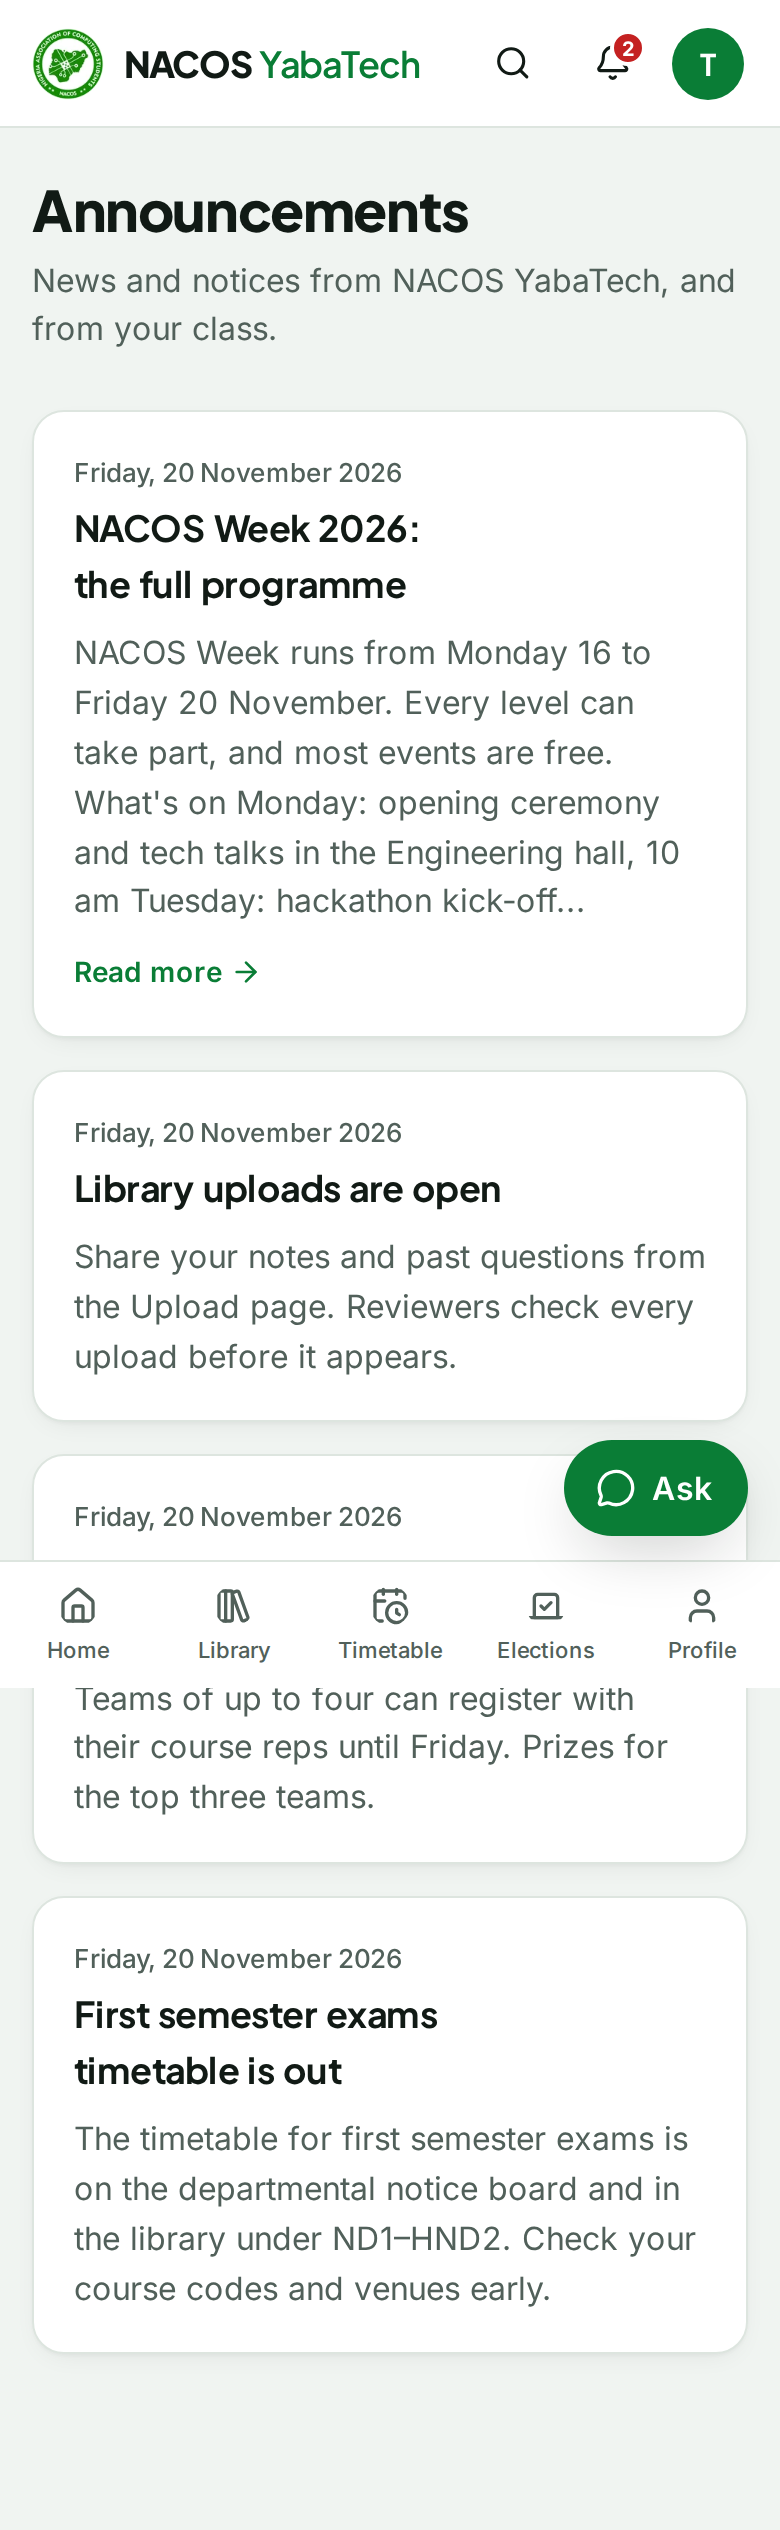 NIGERIA ASSOCIATION OF COMPUTING STUDENTS
NACOS
NACOS YabaTech
2
T
Announcements
News and notices from NACOS YabaTech, and
from your class.
Friday, 20 November 2026
NACOS Week 2026:
the full programme
NACOS Week runs from Monday 16 to
Friday 20 November. Every level can
take part, and most events are free.
What's on Monday: opening ceremony
and tech talks in the Engineering hall, 10
am Tuesday: hackathon kick-off...
Read more
Friday, 20 November 2026
Library uploads are open
Share your notes and past questions from
the Upload page. Reviewers check every
upload before it appears.
Ask
Friday, 20 November 2026
Home
Library
Timetable
Elections
Profile
Teams of up to four can register with
their course reps until Friday. Prizes for
the top three teams.
Friday, 20 November 2026
First semester exams
timetable is out
The timetable for first semester exams is
on the departmental notice board and in
the library under ND1–HND2. Check your
course codes and venues early.